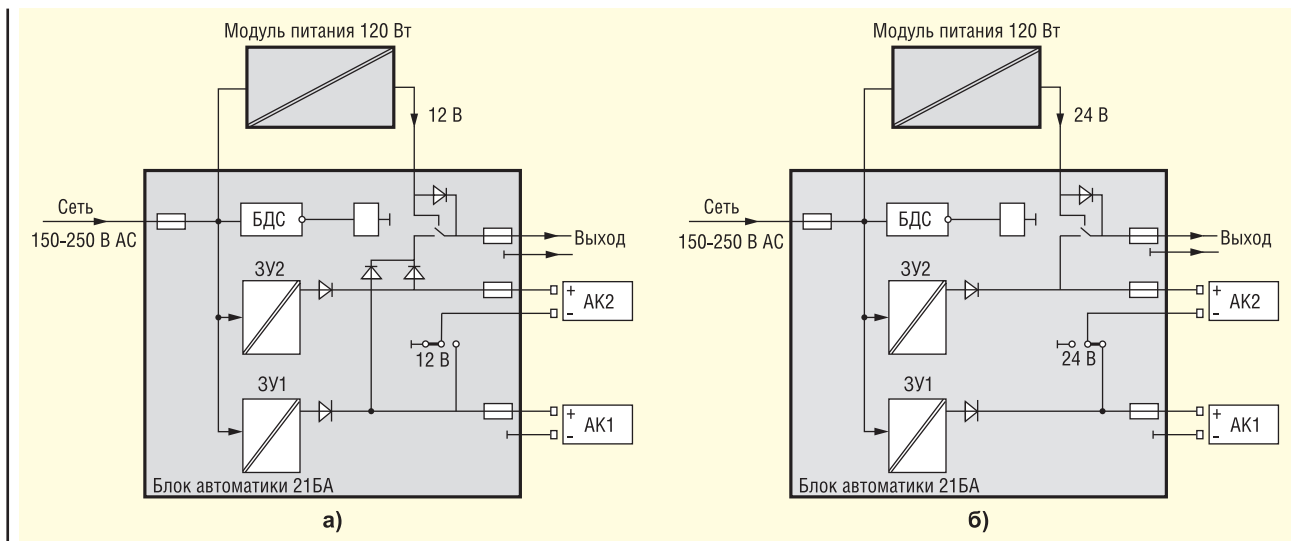 Модуль питания 120 Вт
12 В
Сеть
150-250 В АС
БДС
Выход
ЗУ2
+
-
АК2
12 В
ЗУ1
+
-
АК1
Блок автоматики 21БА
а)
Модуль питания 120 Вт
24 В
Сеть
150-250 В АС
БДС
Выход
ЗУ2
+
-
АК2
24 В
ЗУ1
+
-
АК1
Блок автоматики 21БА
б)